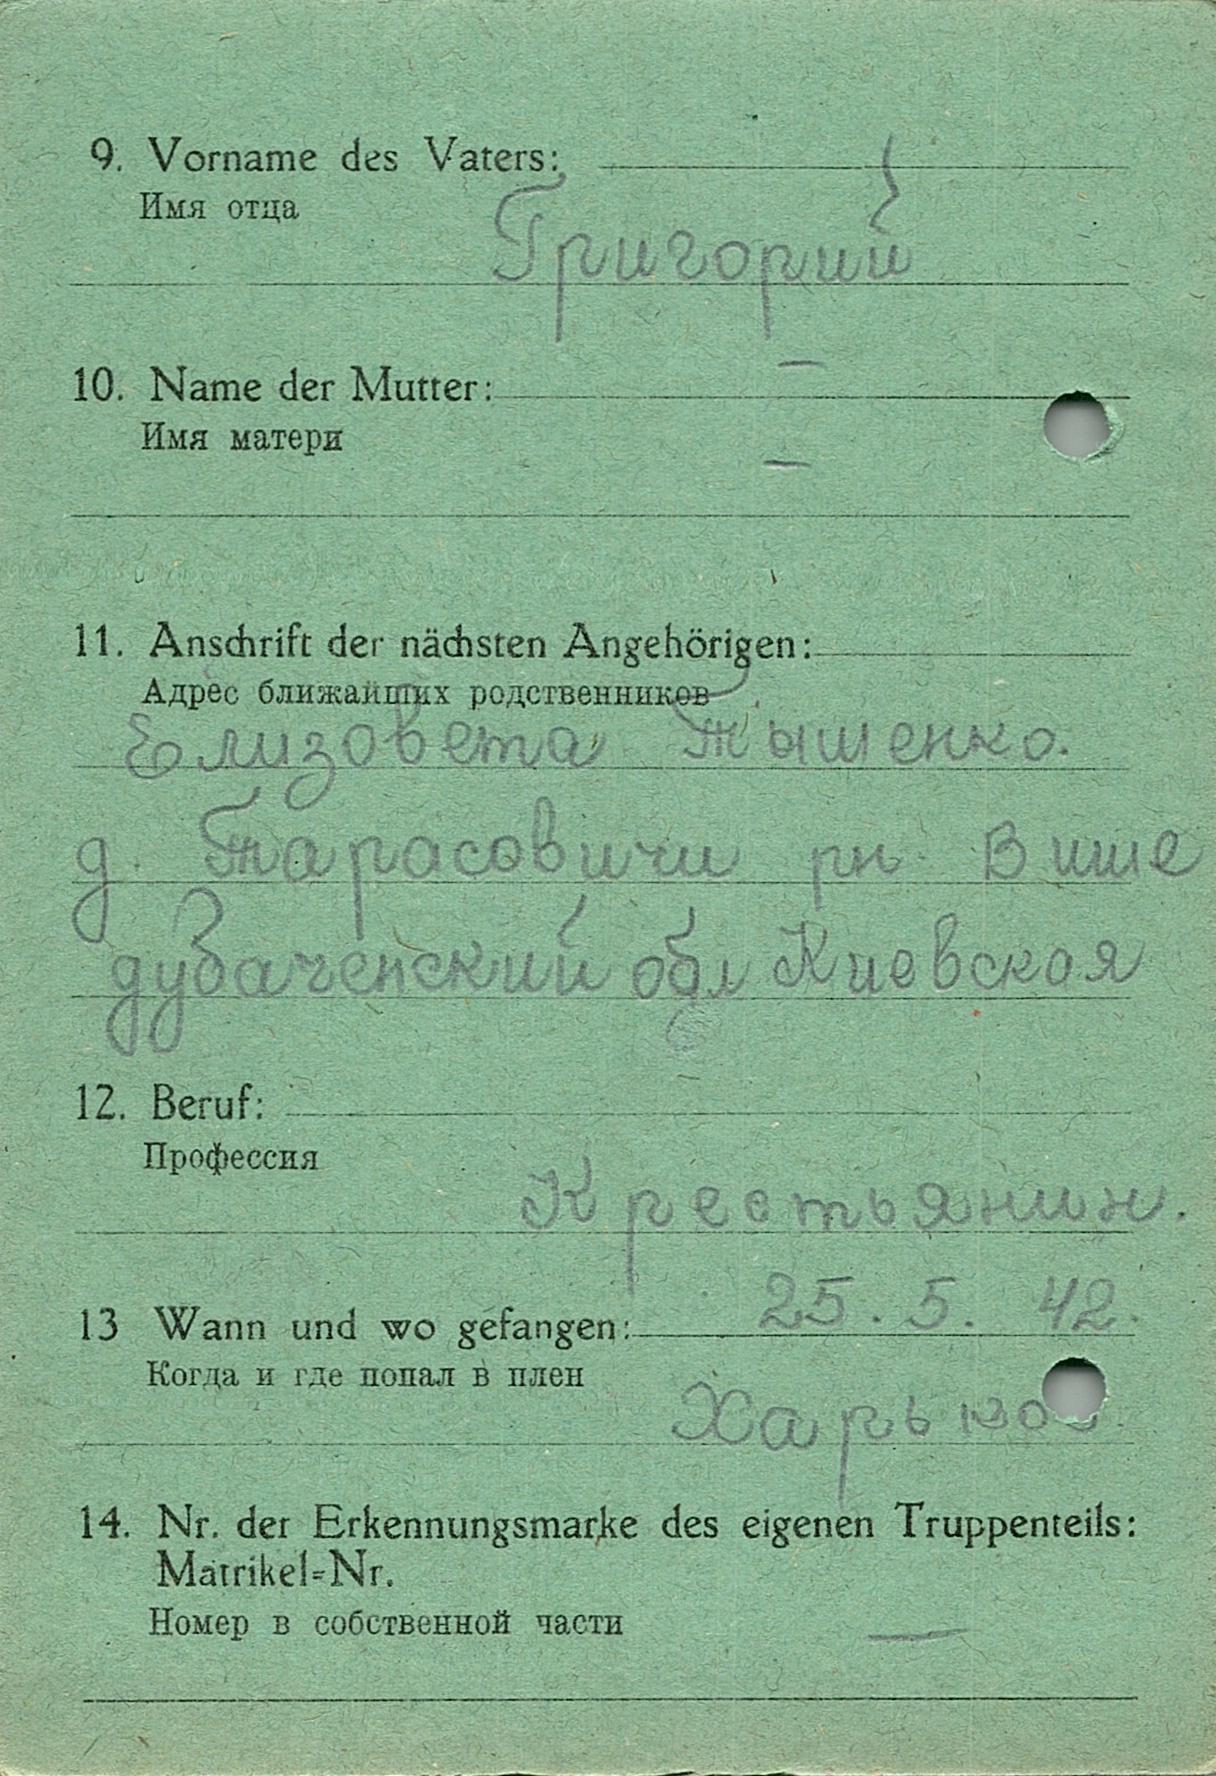 9. Vorname des Vaters:
Имя отца
Григорий
10. Name der Mutter: –
Имя матери
–
11. Anschrift der nächsten Angehörigen:
Адрес ближайших родственников
Елизовета Тышенко.
д. Тарасовичи рн. Више
дубаченский обл Киевская
12. Beruf:
Профессия
Крестьянин.
13 Wann und wo gefangen: 25. 5. 42.
Когда и где попал в плен
Харьков.
14. Nr. der Erkennungsmarke des eigenen Truppenteils:
Matrikel=Nr.
Номер в собственной части
—